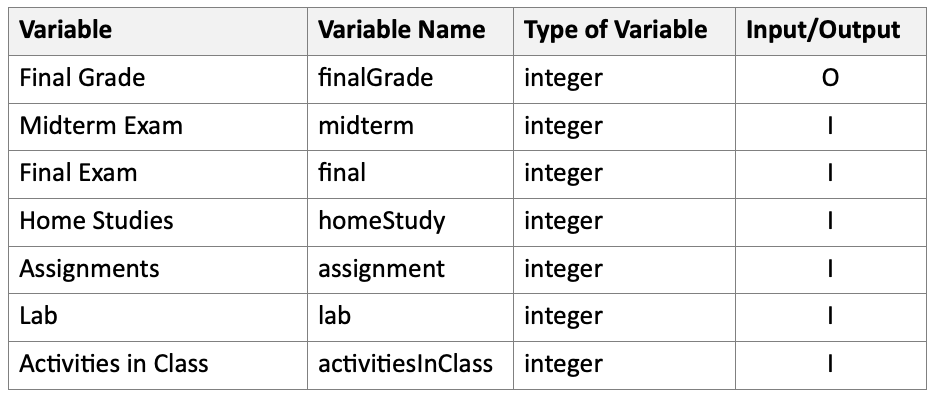 Variable Variable Name Type of Variable Input/Output
Final Grade finalGrade integer O
Midterm Exam midterm integer I
Final Exam final integer I
Home Studies homeStudy integer I
Assignments assignment integer I
Lab lab integer I
Activities in Class activitiesInClass integer I